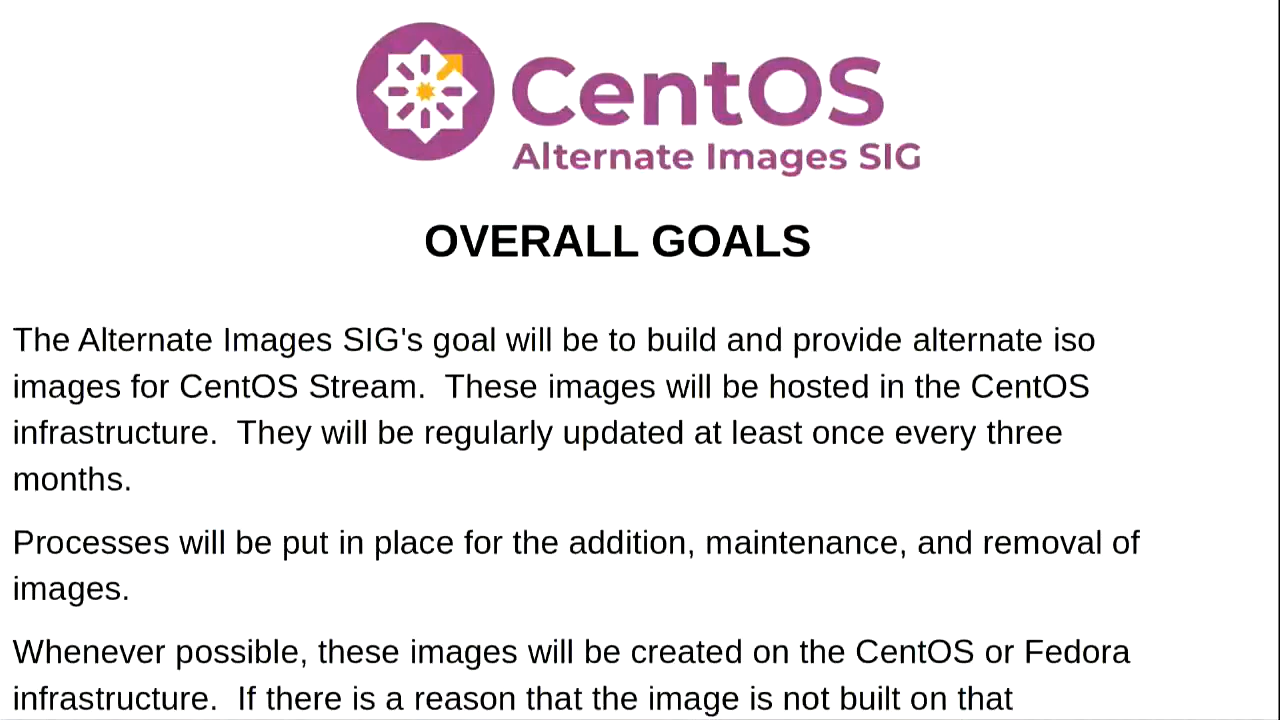 CentOS
Alternate Images SIG
OVERALL GOALS
The Alternate Images SIG's goal will be to build and provide alternate iso
images for CentOS Stream.  These images will be hosted in the CentOS
infrastructure.  They will be regularly updated at least once every three
months.
Processes will be put in place for the addition, maintenance, and removal of
images.
Whenever possible, these images will be created on the CentOS or Fedora
infrastructure.  If there is a reason that the image is not built on that